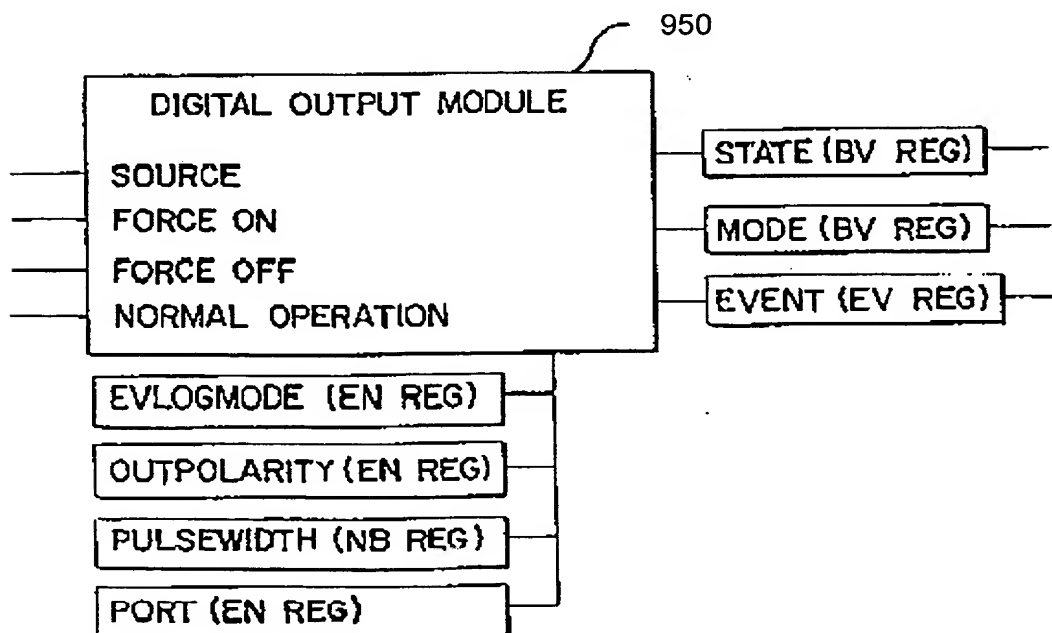 950
DIGITAL OUTPUT MODULE
SOURCE
FORCE ON
FORCE OFF
NORMAL OPERATION
STATE (BV REG)
MODE (BV REG)
EVENT (EV REG)
EVLOGMODE (EN REG)
OUTPOLARITY (EN REG)
PULSEWIDTH (NB REG)
PORT (EN REG)